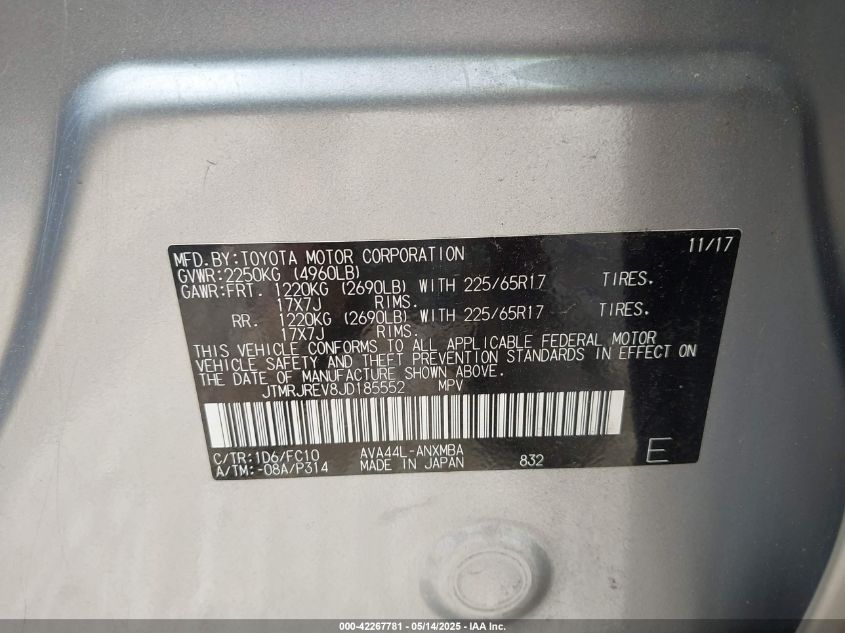 MFD. BY: TOYOTA MOTOR CORPORATION 11/17
GVWR: 2250KG (4960LB)
GAWR: FRT. 1220KG (2690LB) WITH 225/65R17 TIRES.
17X7J RIMS.
RR. 1220KG (2690LB) WITH 225/65R17 TIRES.
17X7J RIMS.
THIS VEHICLE CONFORMS TO ALL APPLICABLE FEDERAL MOTOR
VEHICLE SAFETY AND THEFT PREVENTION STANDARDS IN EFFECT ON
THE DATE OF MANUFACTURE SHOWN ABOVE.
JTMRJREV8JD185552 MPV
C/TR: 1D6/FC10 AVA44L-ANXMBA
A/TM: -08A/P314 MADE IN JAPAN 832 E
000-42267781 - 05/14/2025 - IAA Inc.